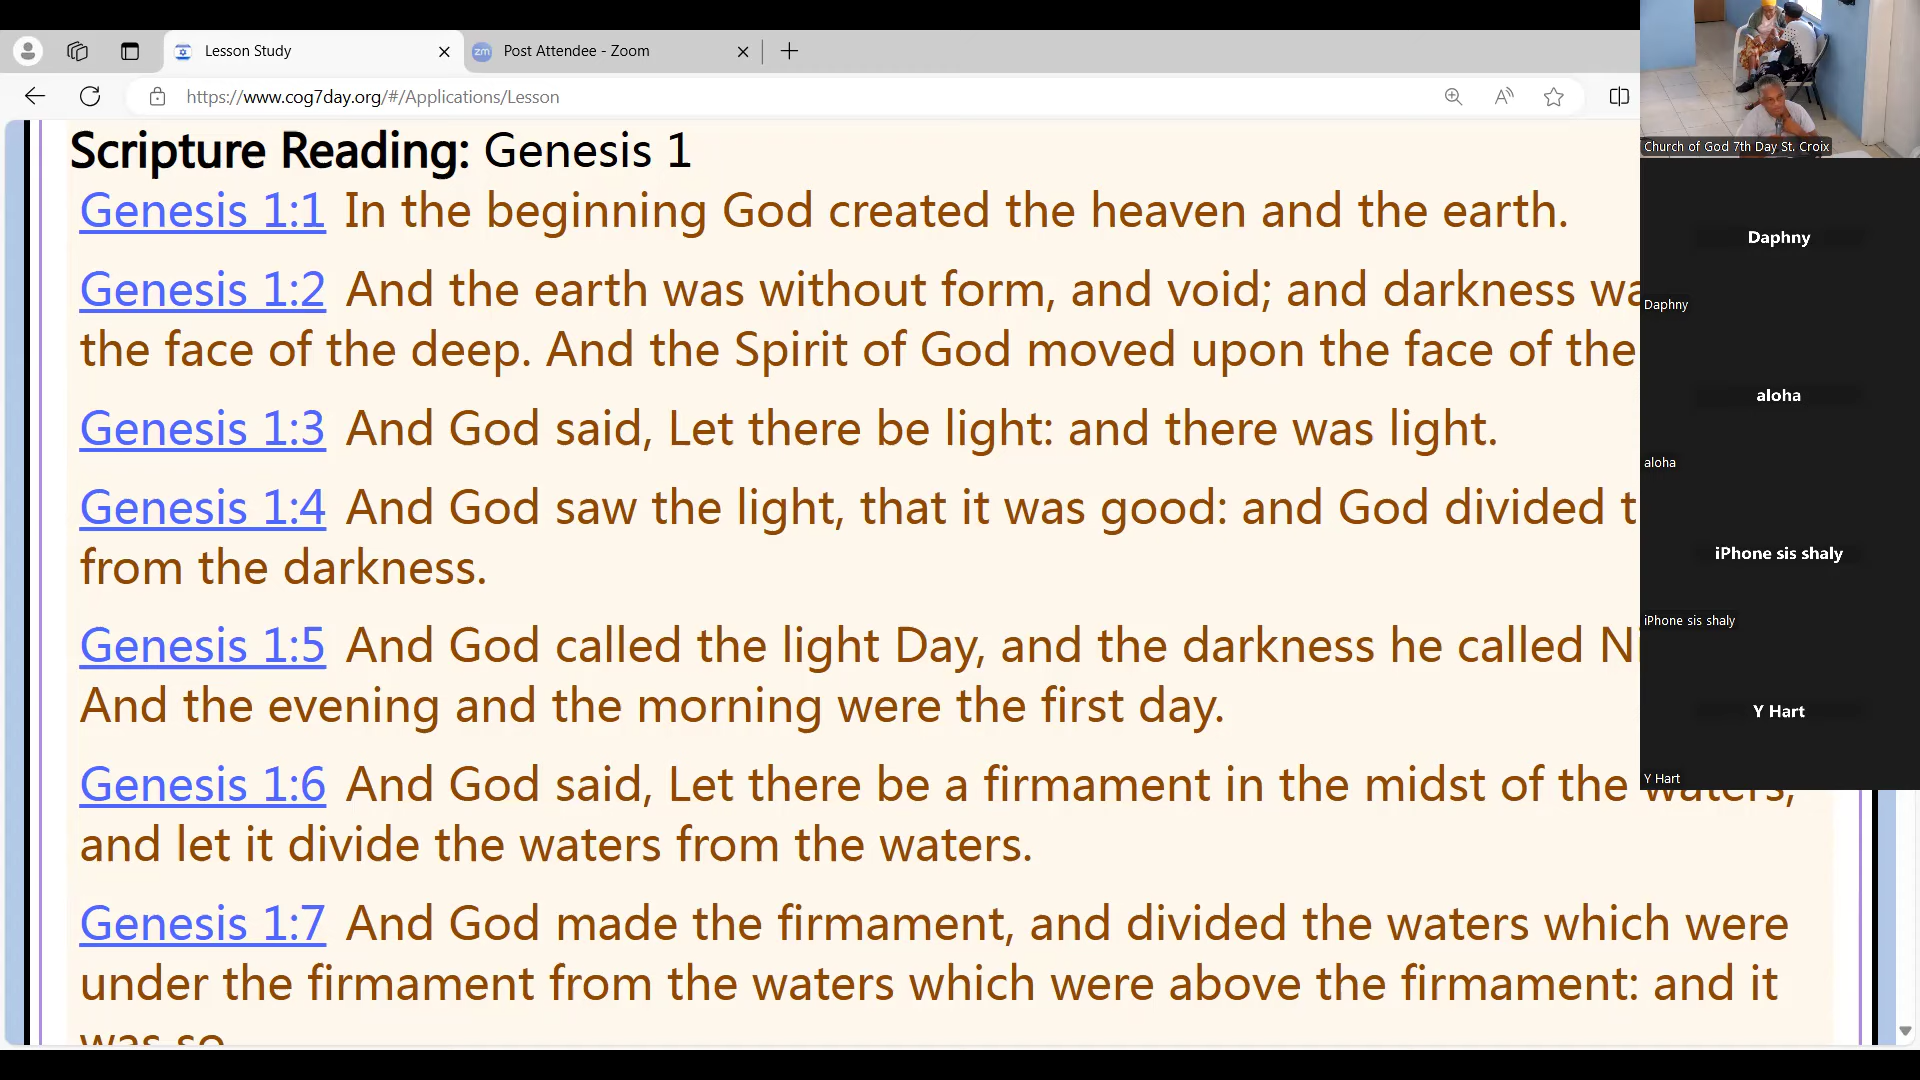 Lesson Study
Post Attendee - Zoom
https://www.cog7day.org/#/Applications/Lesson
Scripture Reading: Genesis 1
Genesis 1:1 In the beginning God created the heaven and the earth.
Genesis 1:2 And the earth was without form, and void; and darkness wa
the face of the deep. And the Spirit of God moved upon the face of the
Genesis 1:3 And God said, Let there be light: and there was light.
Genesis 1:4 And God saw the light, that it was good: and God divided t
from the darkness.
Genesis 1:5 And God called the light Day, and the darkness he called Ni
And the evening and the morning were the first day.
Genesis 1:6 And God said, Let there be a firmament in the midst of the waters,
and let it divide the waters from the waters.
Genesis 1:7 And God made the firmament, and divided the waters which were
under the firmament from the waters which were above the firmament: and it
was so
Church of God 7th Day St. Croix
Daphny
Daphny
aloha
aloha
iPhone sis shaly
iPhone sis shaly
Y Hart
Y Hart